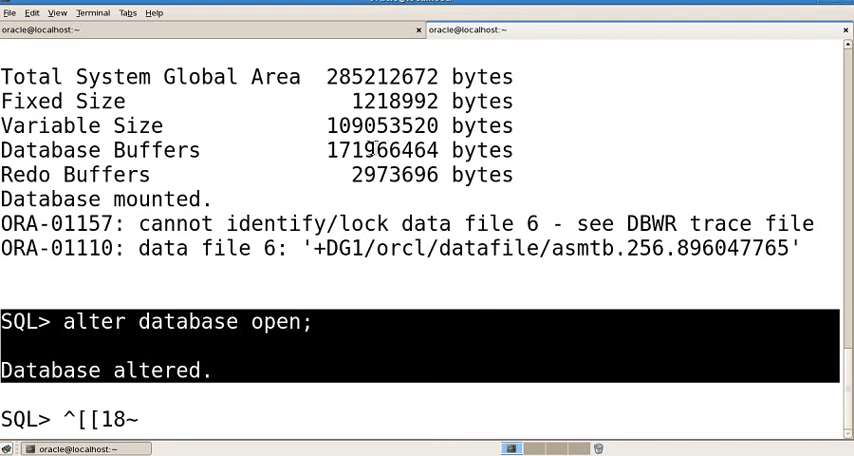 File Edit View Terminal Tabs Help
oracle@localhost:~ × oracle@localhost:~ ×
Total System Global Area 285212672 bytes
Fixed Size 1218992 bytes
Variable Size 109053520 bytes
Database Buffers 171966464 bytes
Redo Buffers 2973696 bytes
Database mounted.
ORA-01157: cannot identify/lock data file 6 - see DBWR trace file
ORA-01110: data file 6: '+DG1/orcl/datafile/asmtb.256.896047765'
SQL> alter database open;
Database altered.
SQL> ^[[18~
oracle@localhost:~